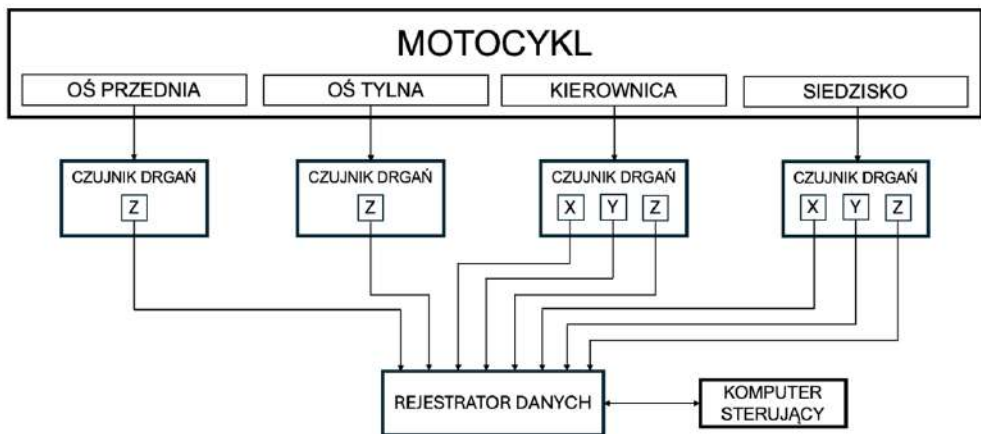 MOTOCYKL
OŚ PRZEDNIA
OŚ TYLNA
KIEROWNICA
SIEDZISKO
CZUJNIK DRGAŃ
Z
CZUJNIK DRGAŃ
Z
CZUJNIK DRGAŃ
X Y Z
CZUJNIK DRGAŃ
X Y Z
REJESTRATOR DANYCH
KOMPUTER
STERUJĄCY